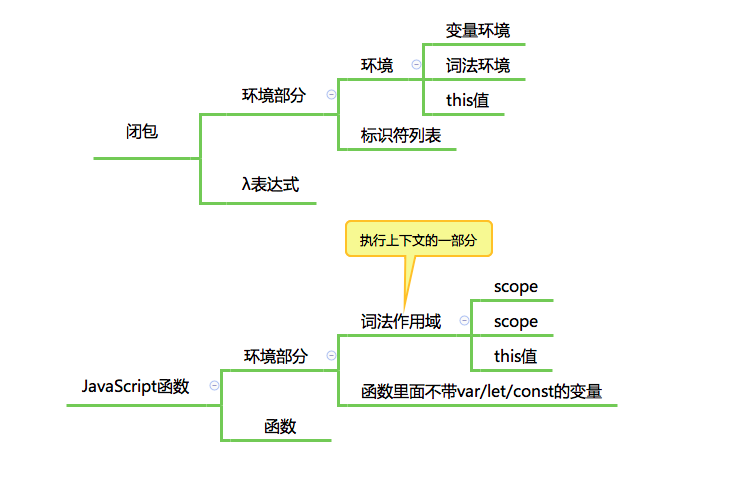 变量环境
环境
词法环境
环境部分
this值
闭包
标识符列表
λ表达式
执行上下文的一部分
scope
词法作用域
scope
环境部分
this值
JavaScript函数
函数里面不带var/let/const的变量
函数